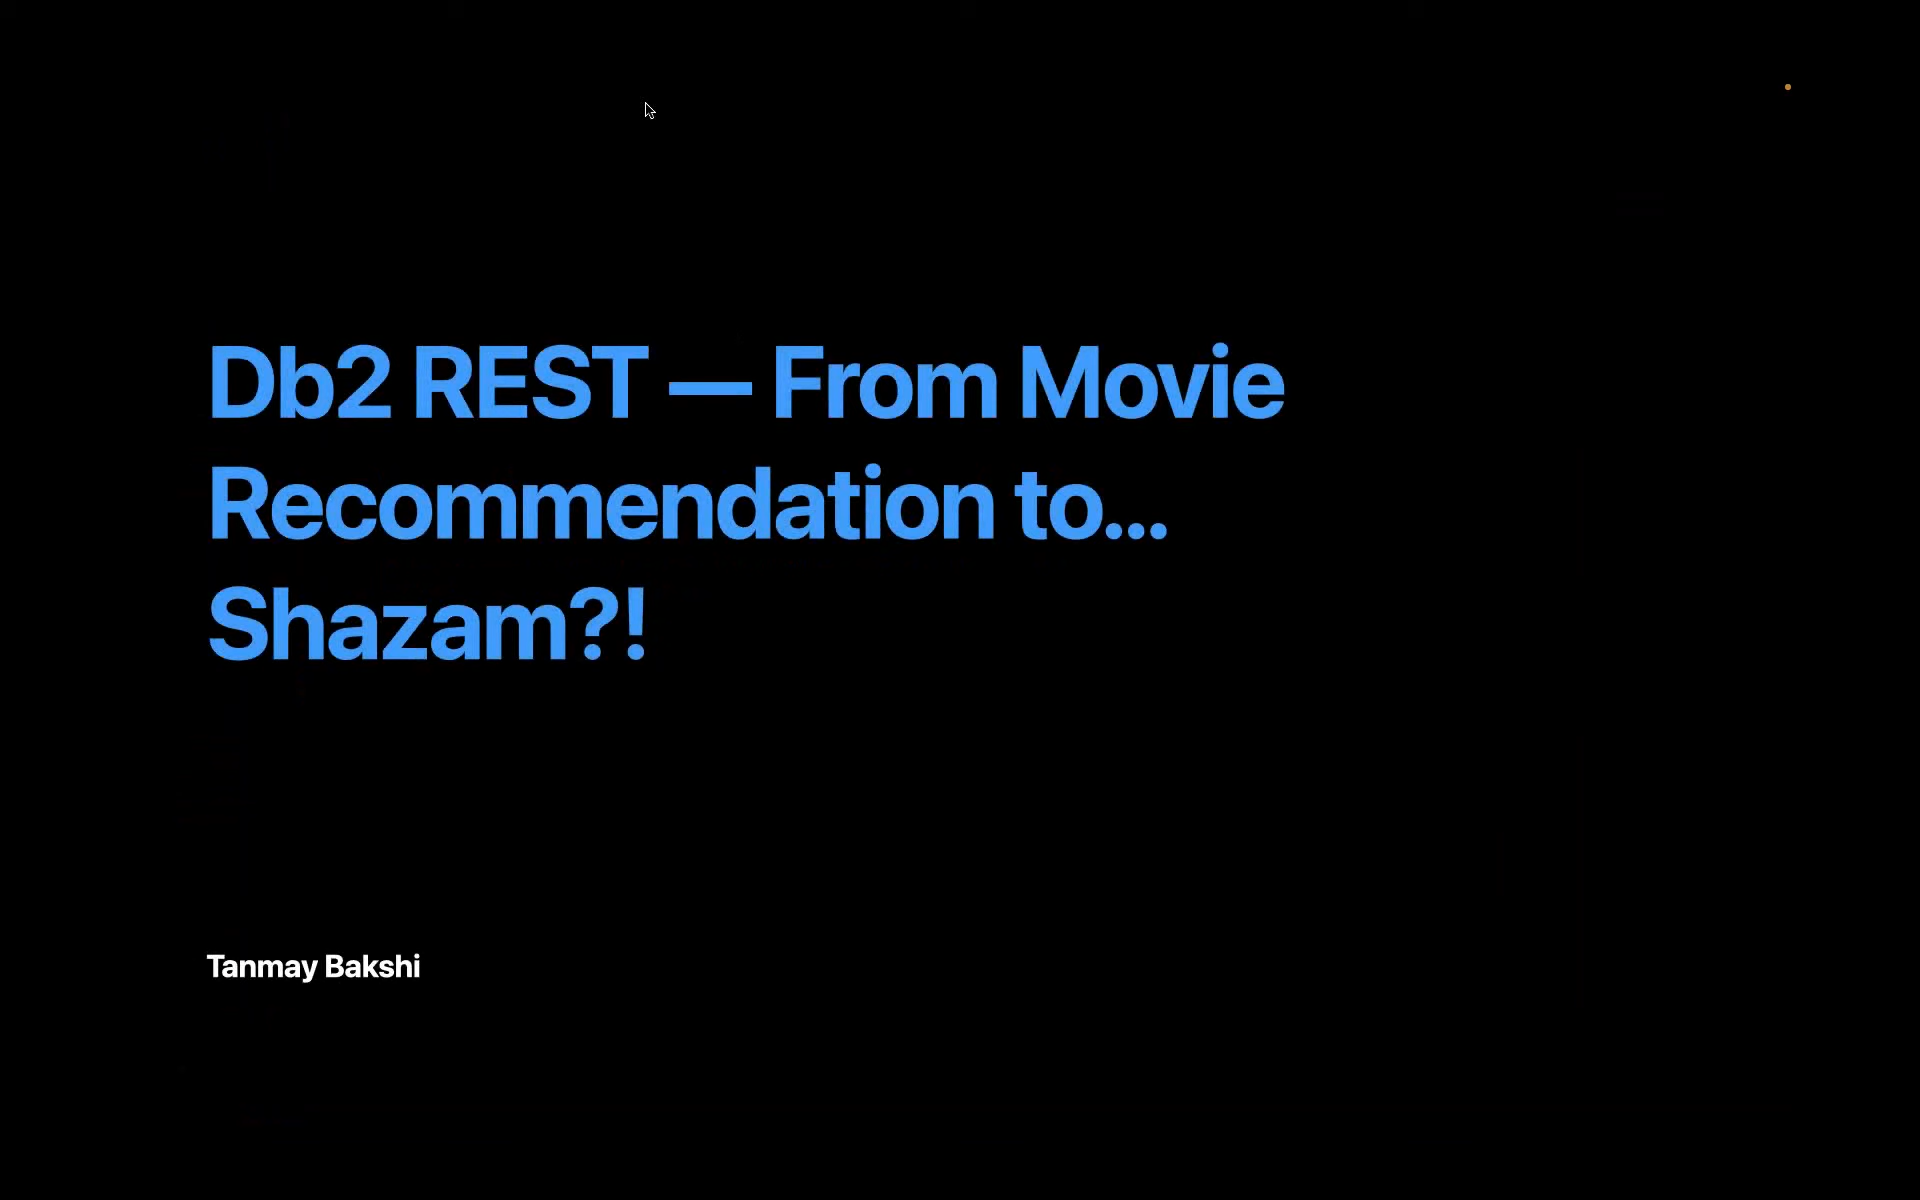 Db2 REST — From Movie
Recommendation to...
Shazam?!
Tanmay Bakshi